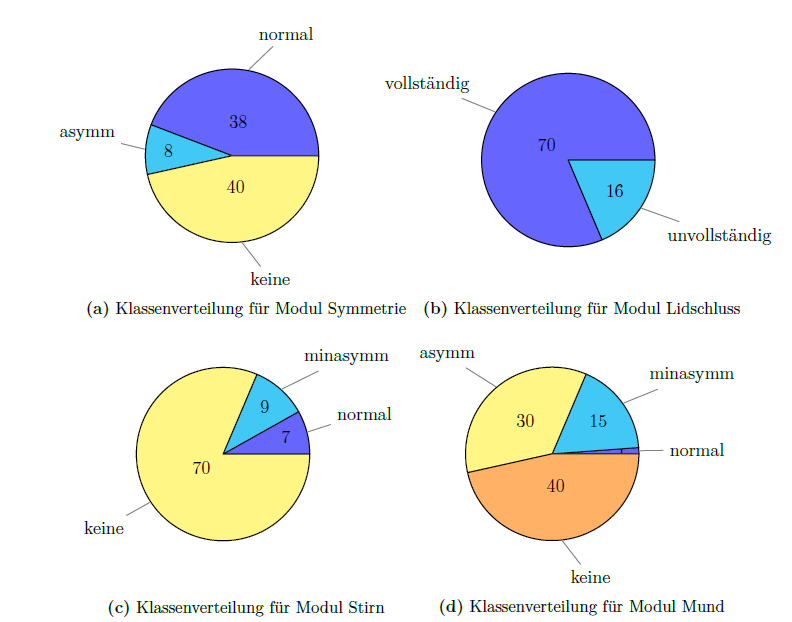 normal
38
asymm
8
40
keine
(a) Klassenverteilung für Modul Symmetrie
vollständig
70
16
unvollständig
(b) Klassenverteilung für Modul Lidschluss
minasymm
9
normal
7
70
keine
(c) Klassenverteilung für Modul Stirn
asymm
minasymm
30
15
normal
40
keine
(d) Klassenverteilung für Modul Mund